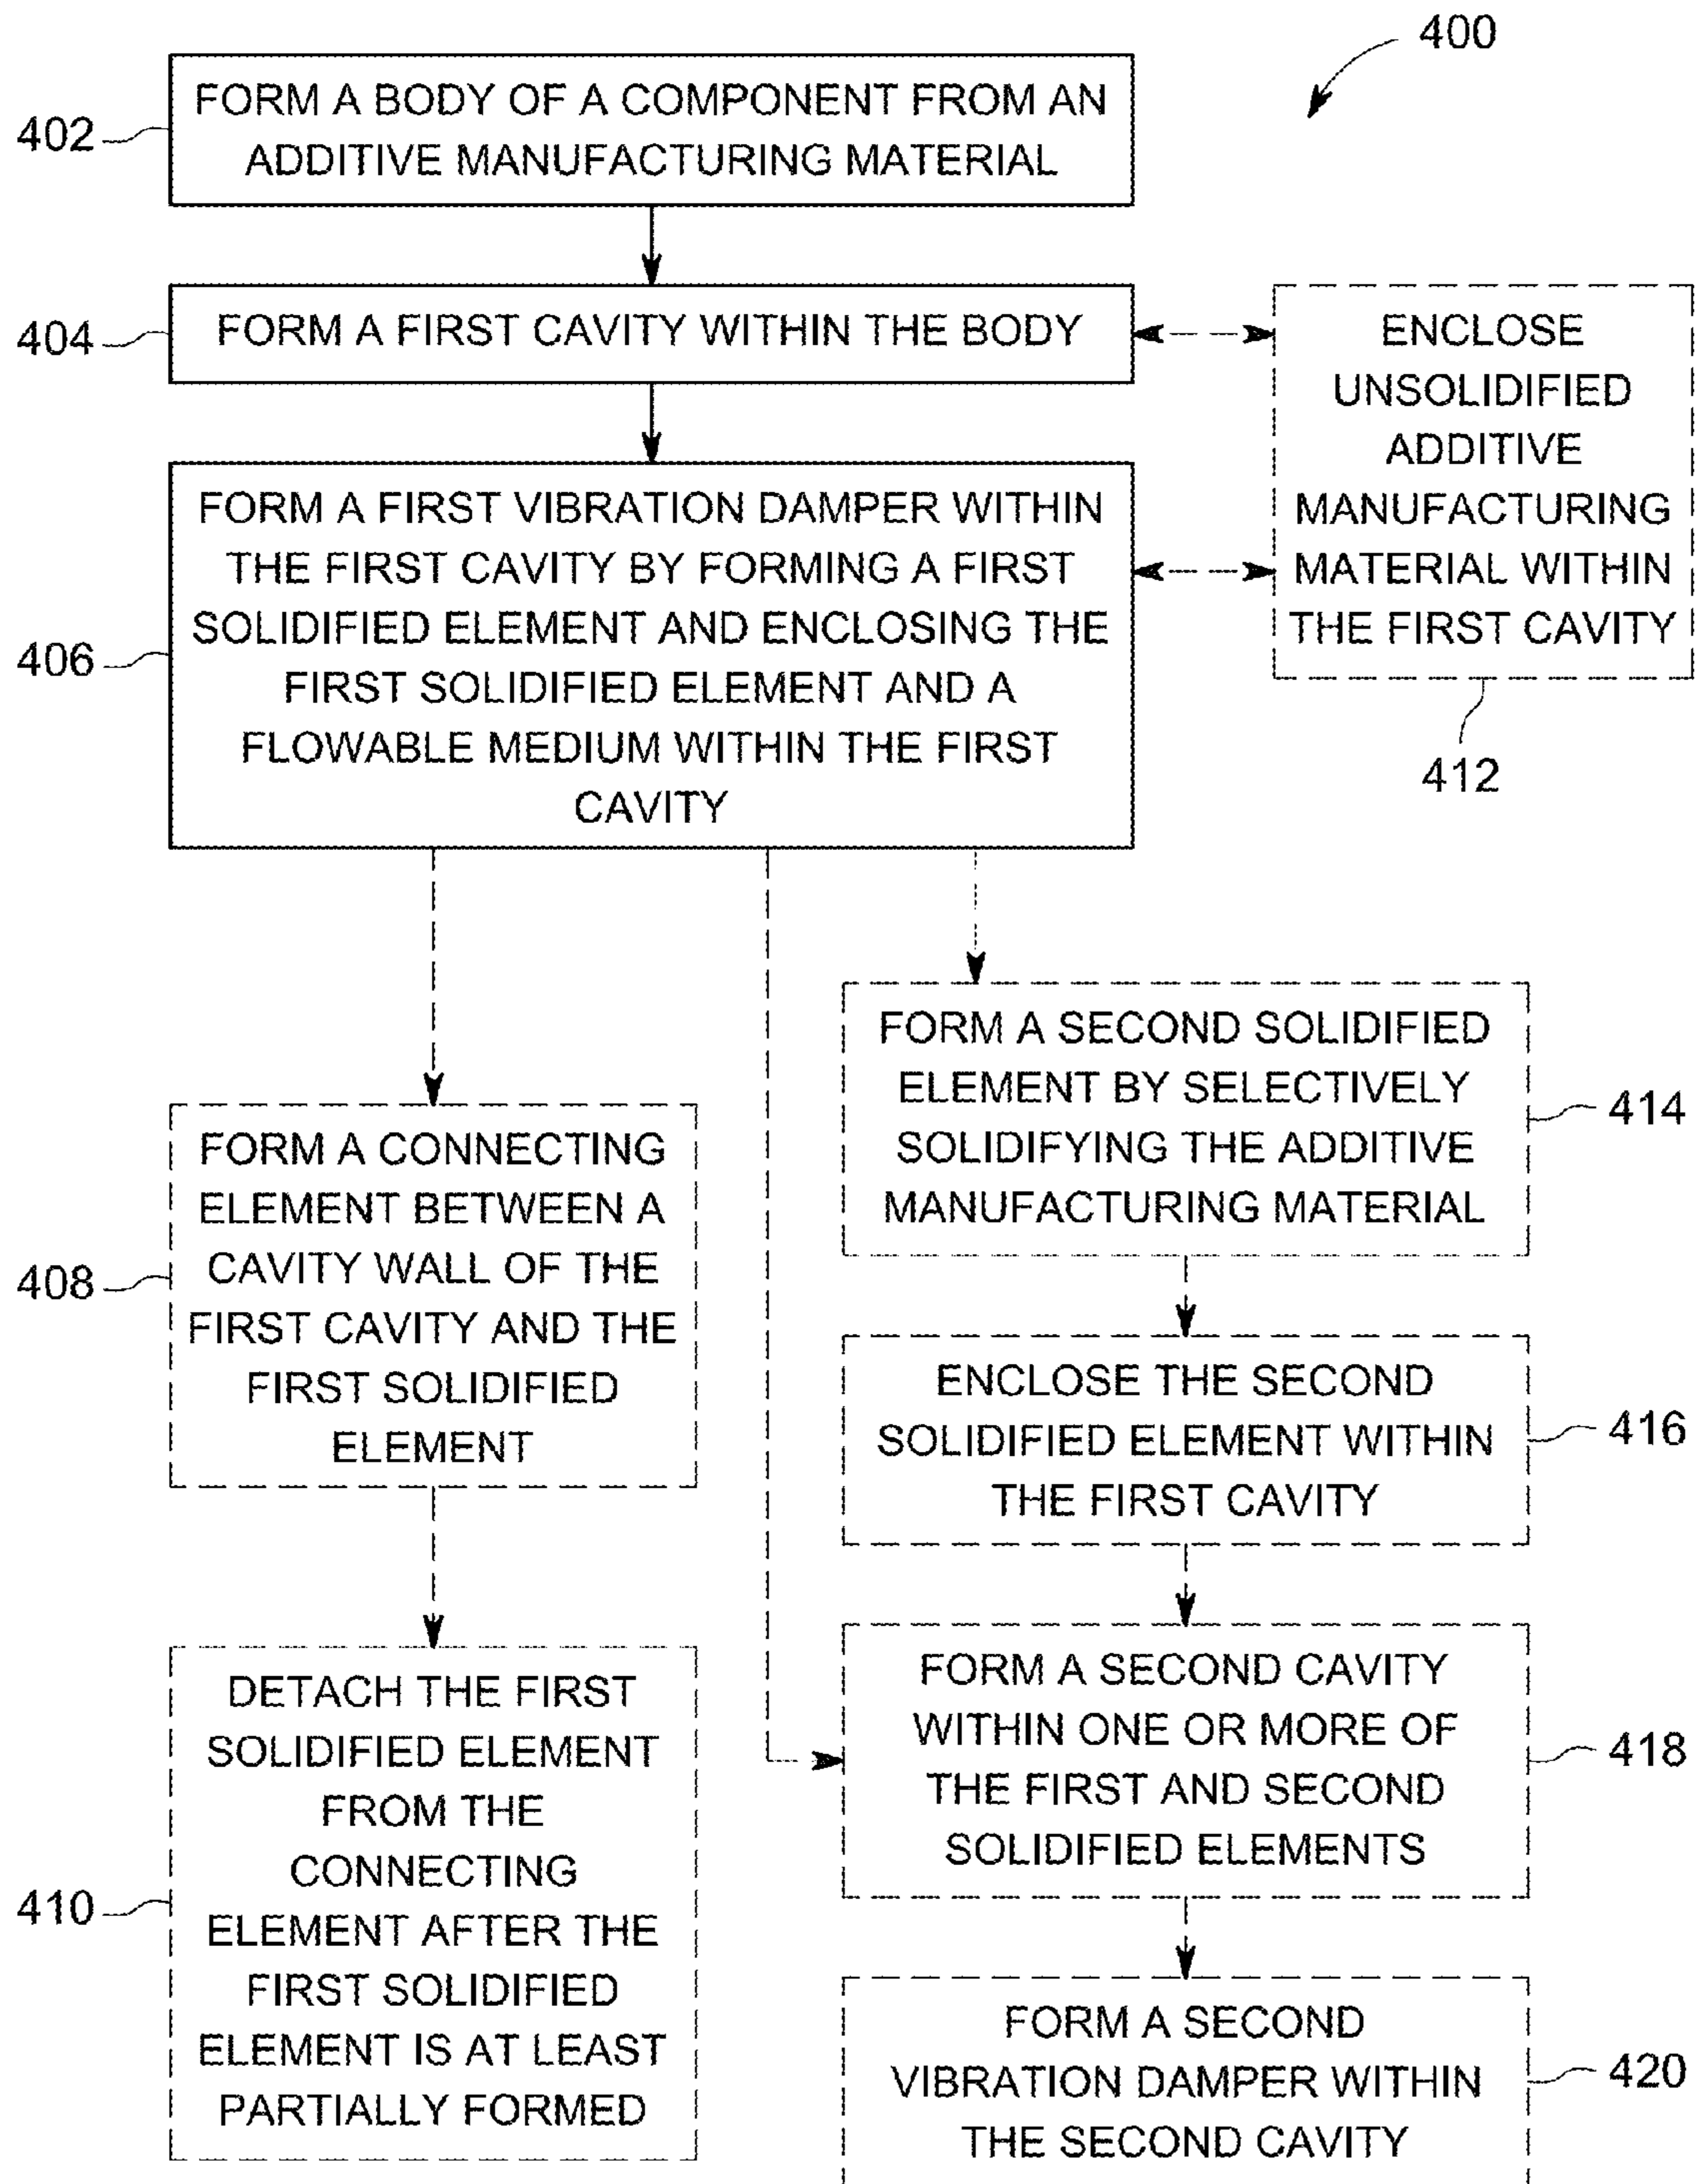 400
402
FORM A BODY OF A COMPONENT FROM AN
ADDITIVE MANUFACTURING MATERIAL
404
FORM A FIRST CAVITY WITHIN THE BODY
406
FORM A FIRST VIBRATION DAMPER WITHIN
THE FIRST CAVITY BY FORMING A FIRST
SOLIDIFIED ELEMENT AND ENCLOSING THE
FIRST SOLIDIFIED ELEMENT AND A
FLOWABLE MEDIUM WITHIN THE FIRST
CAVITY
ENCLOSE
UNSOLIDIFIED
ADDITIVE
MANUFACTURING
MATERIAL WITHIN
THE FIRST CAVITY
412
408
FORM A CONNECTING
ELEMENT BETWEEN A
CAVITY WALL OF THE
FIRST CAVITY AND THE
FIRST SOLIDIFIED
ELEMENT
410
DETACH THE FIRST
SOLIDIFIED ELEMENT
FROM THE
CONNECTING
ELEMENT AFTER THE
FIRST SOLIDIFIED
ELEMENT IS AT LEAST
PARTIALLY FORMED
FORM A SECOND SOLIDIFIED
ELEMENT BY SELECTIVELY
SOLIDIFYING THE ADDITIVE
MANUFACTURING MATERIAL
414
ENCLOSE THE SECOND
SOLIDIFIED ELEMENT WITHIN
THE FIRST CAVITY
416
FORM A SECOND CAVITY
WITHIN ONE OR MORE OF
THE FIRST AND SECOND
SOLIDIFIED ELEMENTS
418
FORM A SECOND
VIBRATION DAMPER WITHIN
THE SECOND CAVITY
420